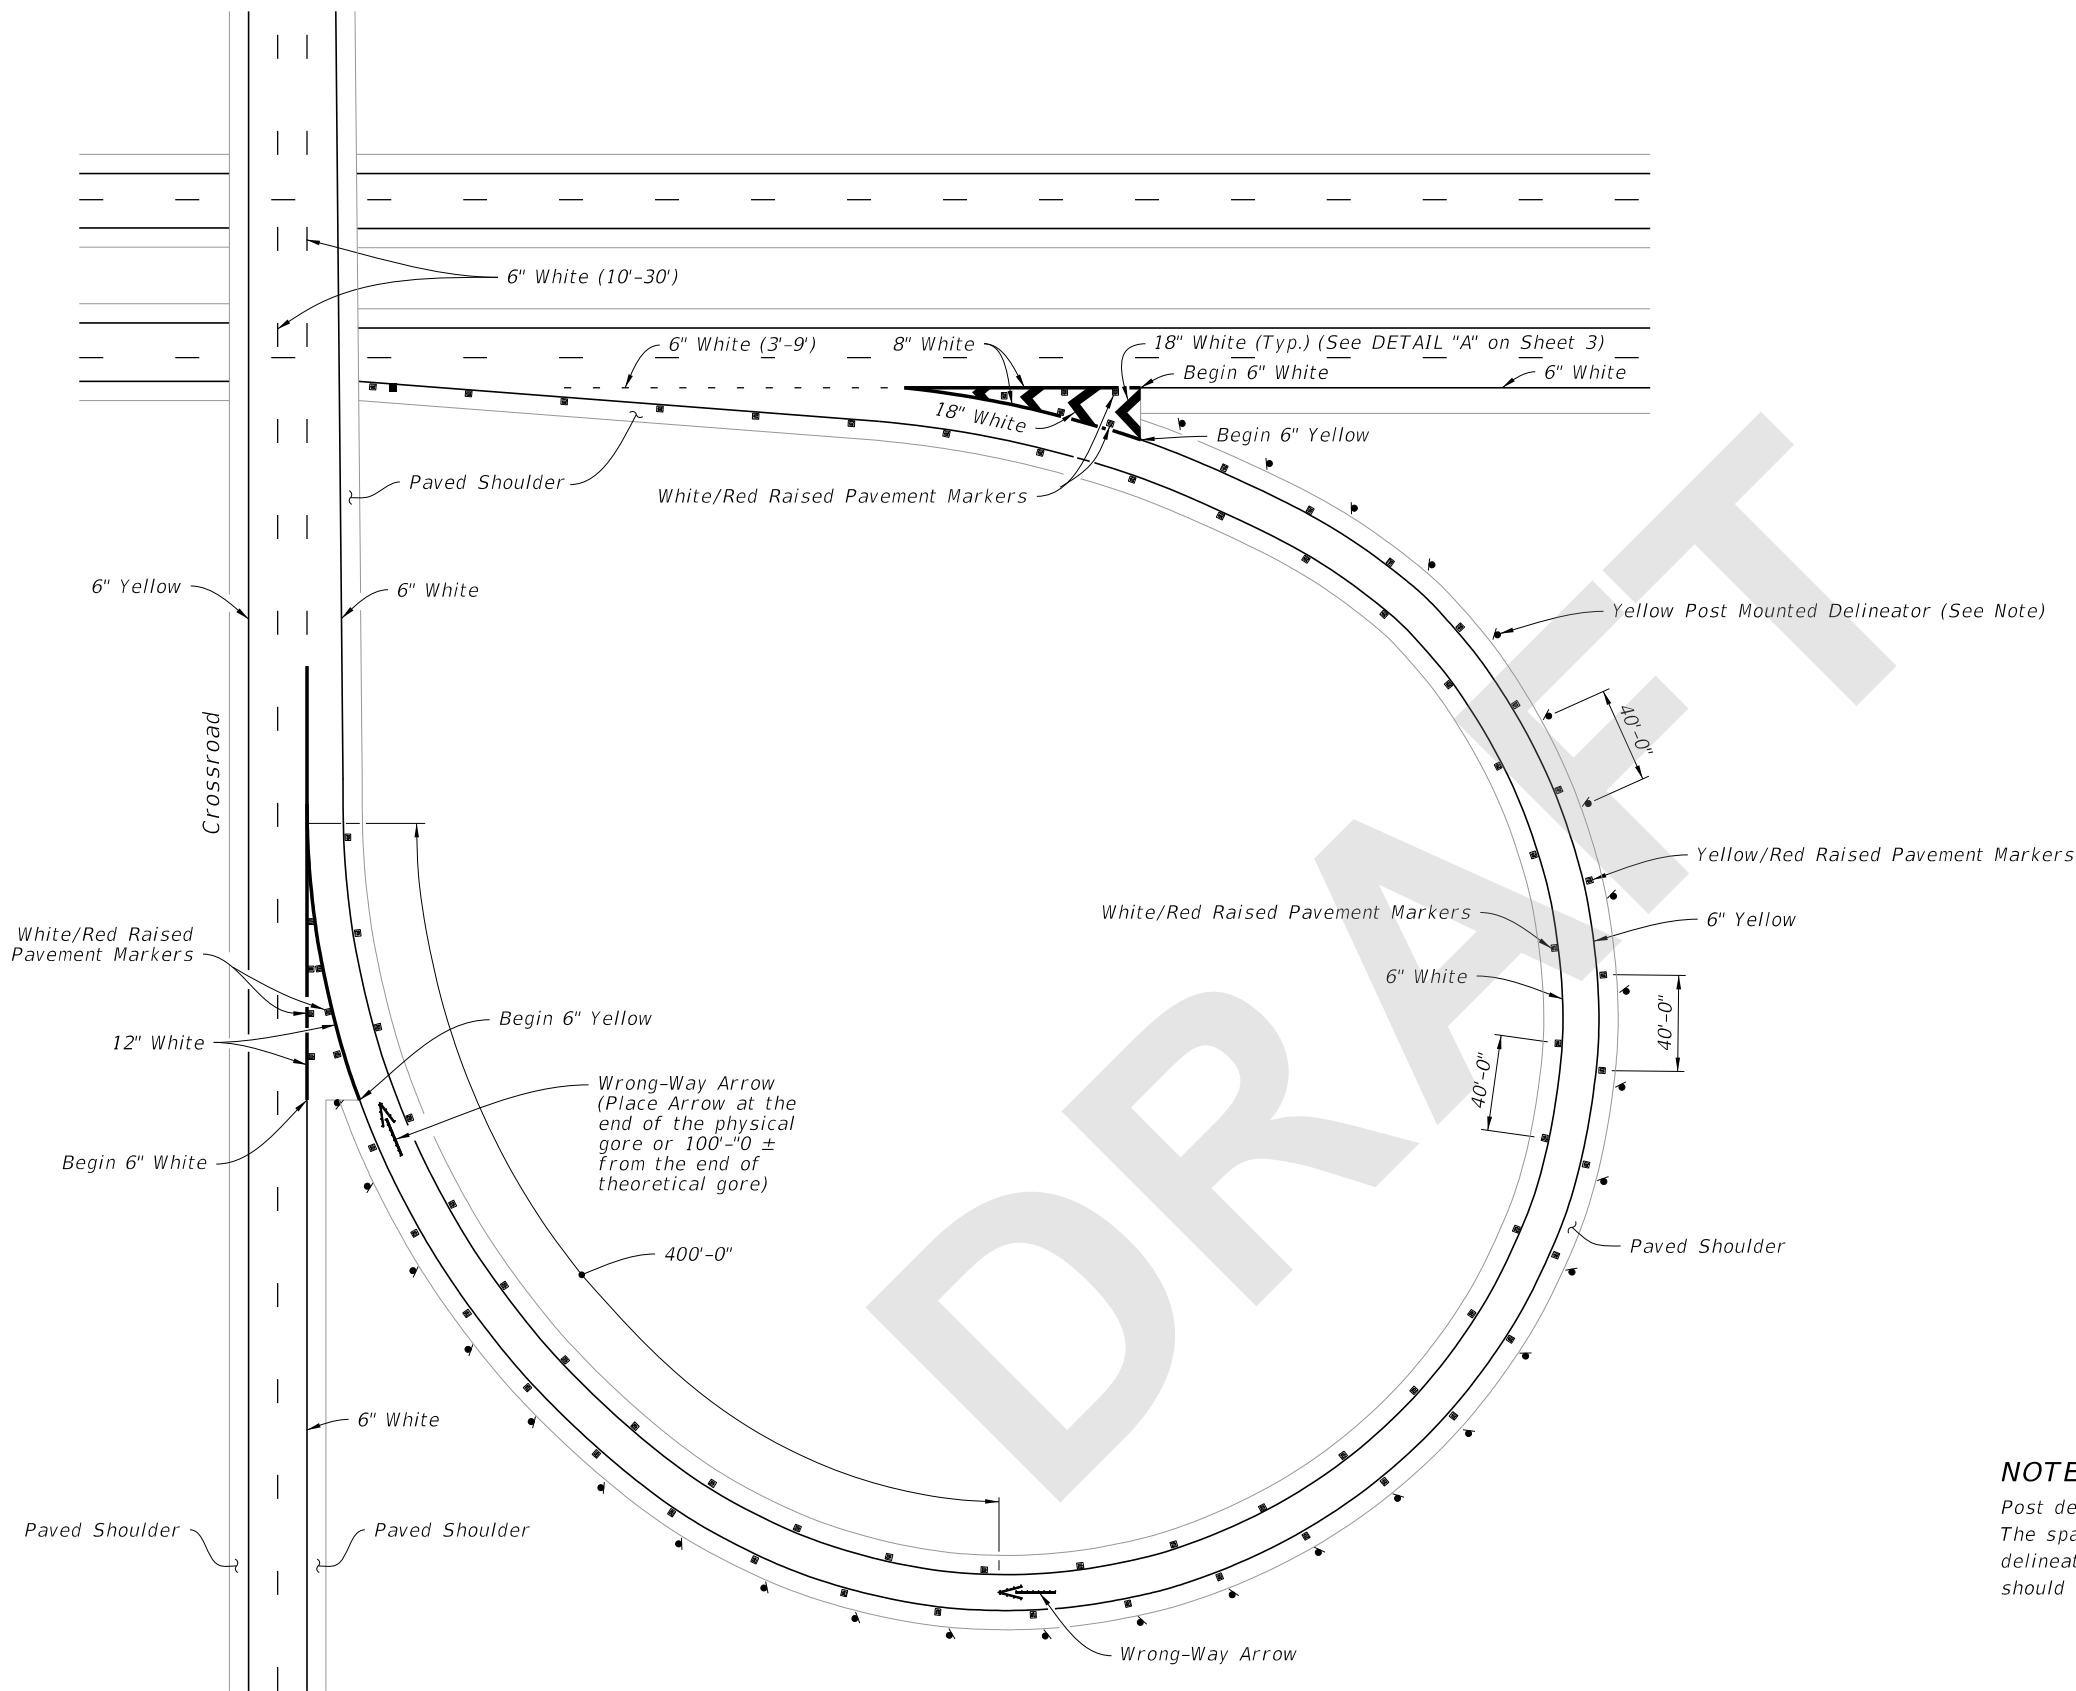 6" White (10'-30')
6" White (3'-9')
8" White
18" White (Typ.) (See DETAIL "A" on Sheet 3)
Begin 6" White
6" White
18" White
Begin 6" Yellow
Paved Shoulder
White/Red Raised Pavement Markers
6" Yellow
6" White
Yellow Post Mounted Delineator (See Note)
40'-0"
Crossroad
Yellow/Red Raised Pavement Markers
White/Red Raised Pavement Markers
6" Yellow
White/Red Raised
Pavement Markers
6" White
40'-0"
12" White
Begin 6" Yellow
40'-0"
Wrong-Way Arrow
(Place Arrow at the
end of the physical
gore or 100'-"0 ±
from the end of
theoretical gore)
Begin 6" White
400'-0"
Paved Shoulder
6" White
Paved Shoulder
Paved Shoulder
Wrong-Way Arrow
NOTE
Post de
The spa
delineat
should
DRAFT